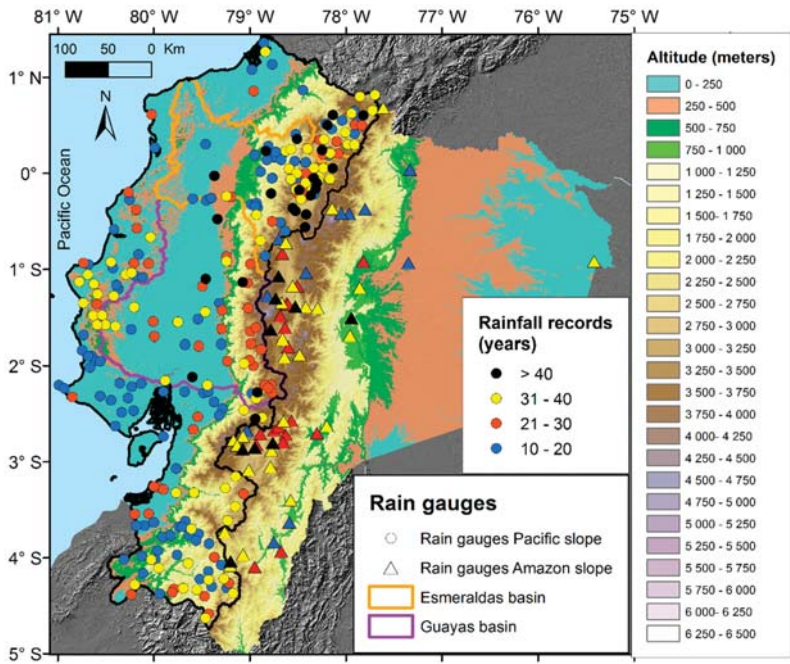 81° W
80° W
79° W
78° W
77° W
76° W
75° W
100 50 0 Km
N
1° N
0°
1° S
2° S
3° S
4° S
5° S
Pacific Ocean
Rainfall records
(years)
> 40
31 - 40
21 - 30
10 - 20
Rain gauges
Rain gauges Pacific slope
Rain gauges Amazon slope
Esmeraldas basin
Guayas basin
Altitude (meters)
0 - 250
250 - 500
500 - 750
750 - 1 000
1 000 - 1 250
1 250 - 1 500
1 500- 1 750
1 750 - 2 000
2 000 - 2 250
2 250 - 2 500
2 500 - 2 750
2 750 - 3 000
3 000 - 3 250
3 250 - 3 500
3 500 - 3 750
3 750 - 4 000
4 000- 4 250
4 250 - 4 500
4 500 - 4 750
4 750 - 5 000
5 000 - 5 250
5 250 - 5 500
5 500 - 5 750
5 750 - 6 000
6 000- 6 250
6 250 - 6 500